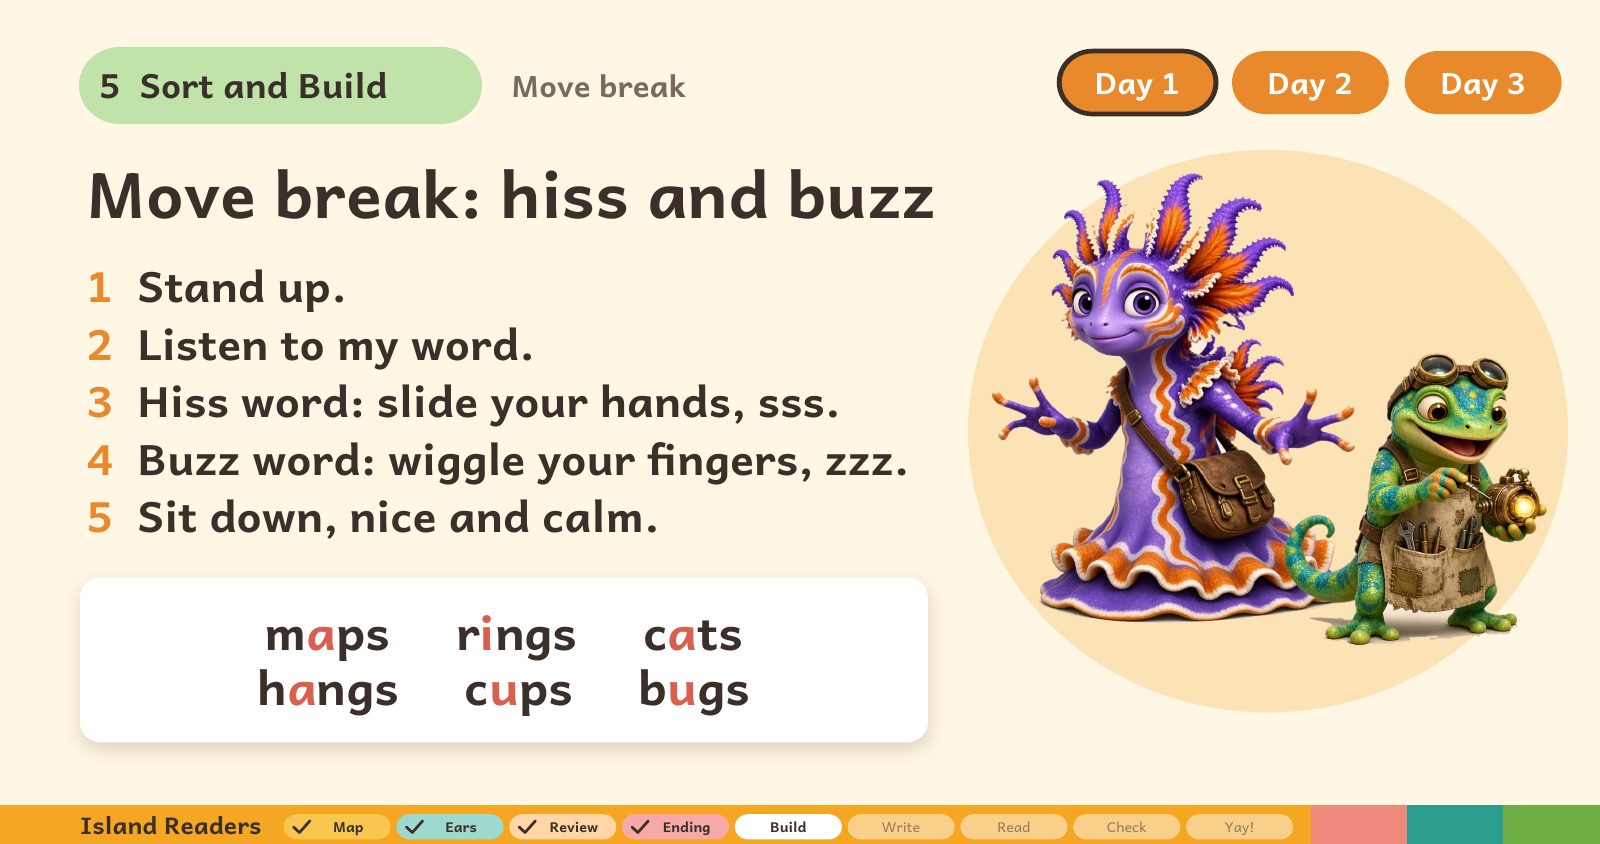 5 Sort and Build
Move break
Day 1
Day 2
Day 3
Move break: hiss and buzz
1 Stand up.
2 Listen to my word.
3 Hiss word: slide your hands, sss.
4 Buzz word: wiggle your fingers, zzz.
5 Sit down, nice and calm.
maps rings cats
hangs cups bugs
Island Readers Map Ears Review Ending Build Write Read Check Yay!